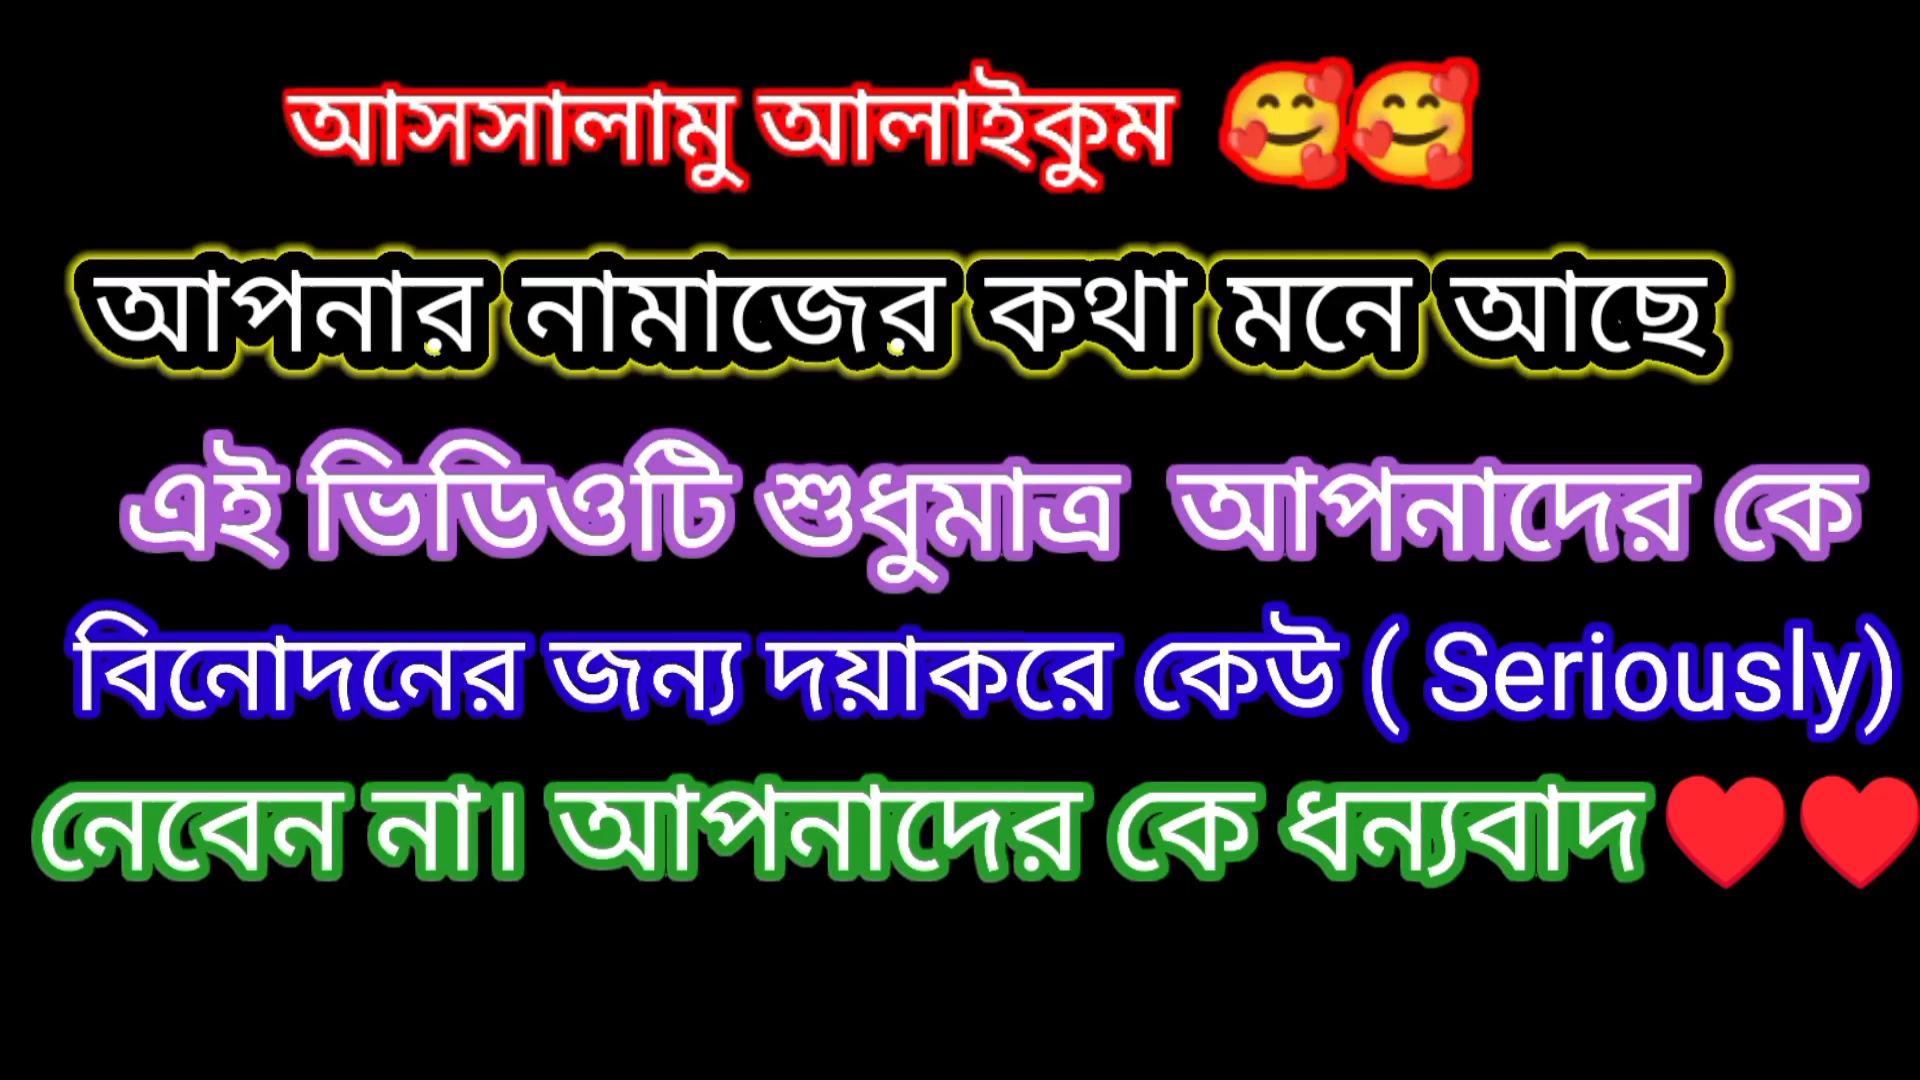 আসসালামু আলাইকুম 🥰🥰
আপনার নামাজের কথা মনে আছে
এই ভিডিওটি শুধুমাত্র আপনাদের কে
বিনোদনের জন্য দয়াকরে কেউ ( Seriously)
নেবেন না। আপনাদের কে ধন্যবাদ ♥️♥️